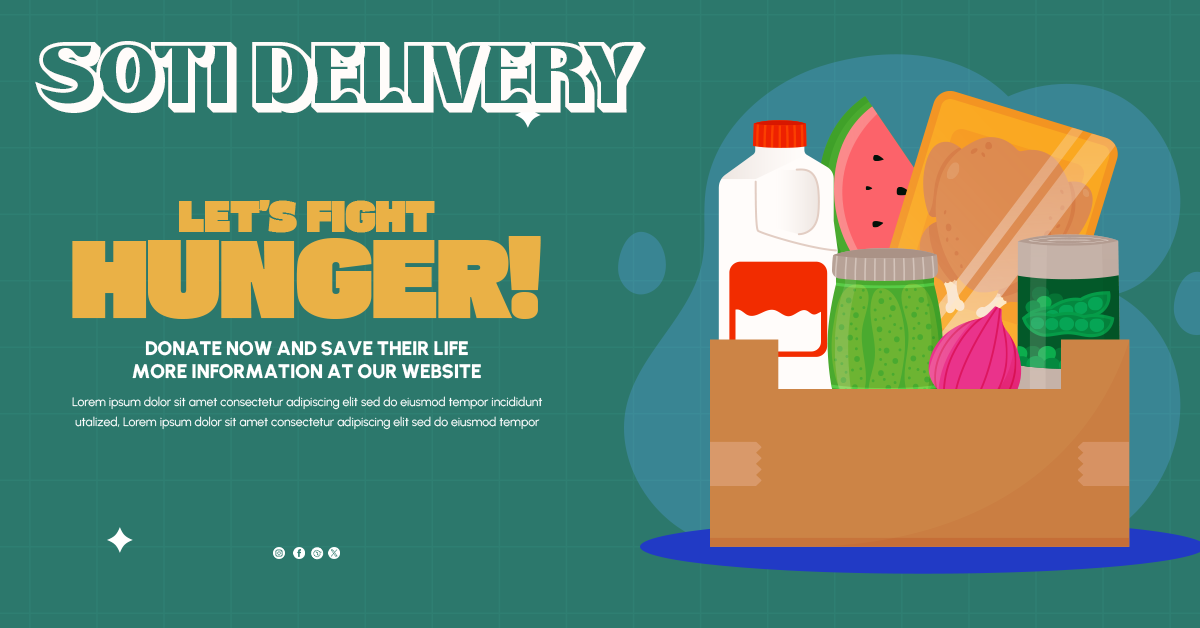 SOTI DELIVERY
LET'S FIGHT
HUNGER!
DONATE NOW AND SAVE THEIR LIFE
MORE INFORMATION AT OUR WEBSITE
Lorem ipsum dolor sit amet consectetur adipiscing elit sed do eiusmod tempor incididunt
utalized, Lorem ipsum dolor sit amet consectetur adipiscing elit sed do eiusmod tempor